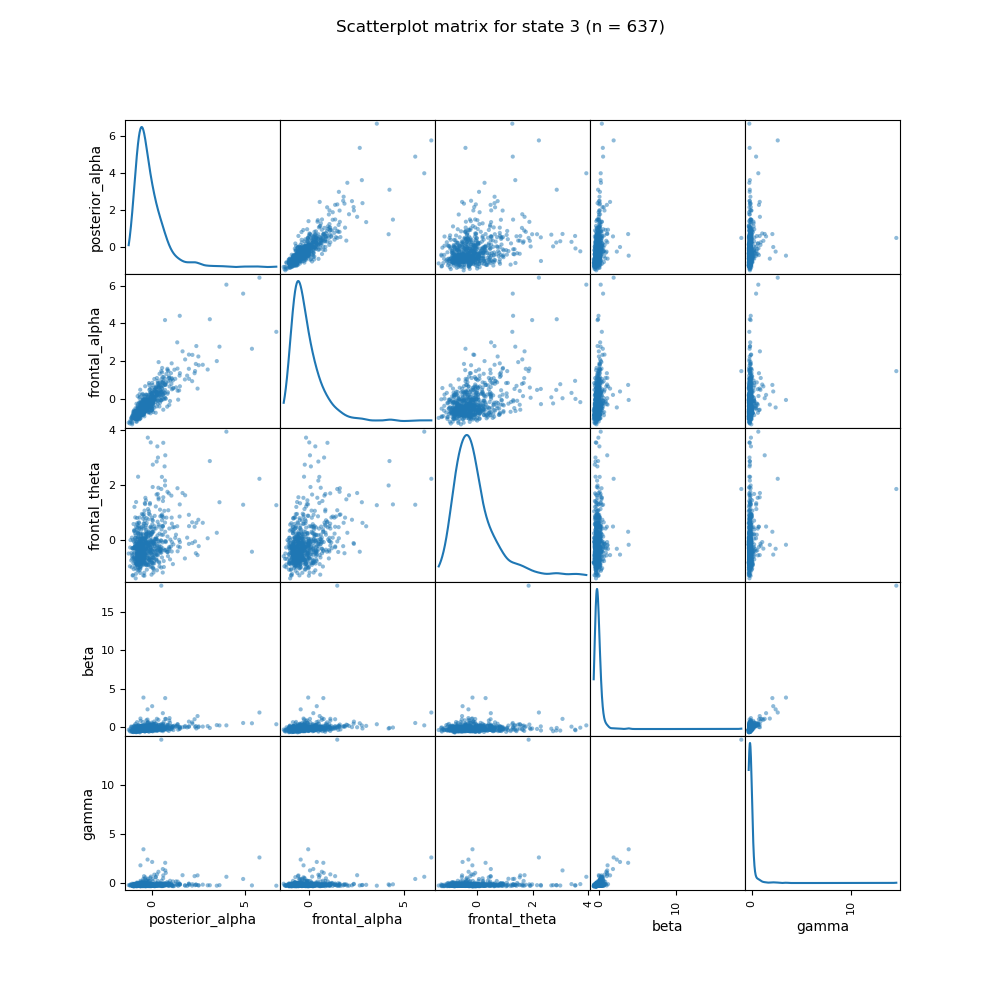 Scatterplot matrix for state 3 (n = 637)
posterior_alpha
6
4
2
0
frontal_alpha
6
4
2
0
frontal_theta
4
2
0
beta
15
10
5
0
gamma
10
5
0
0 5 0 5 0 2 4 0 10 0 10
posterior_alpha frontal_alpha frontal_theta beta gamma